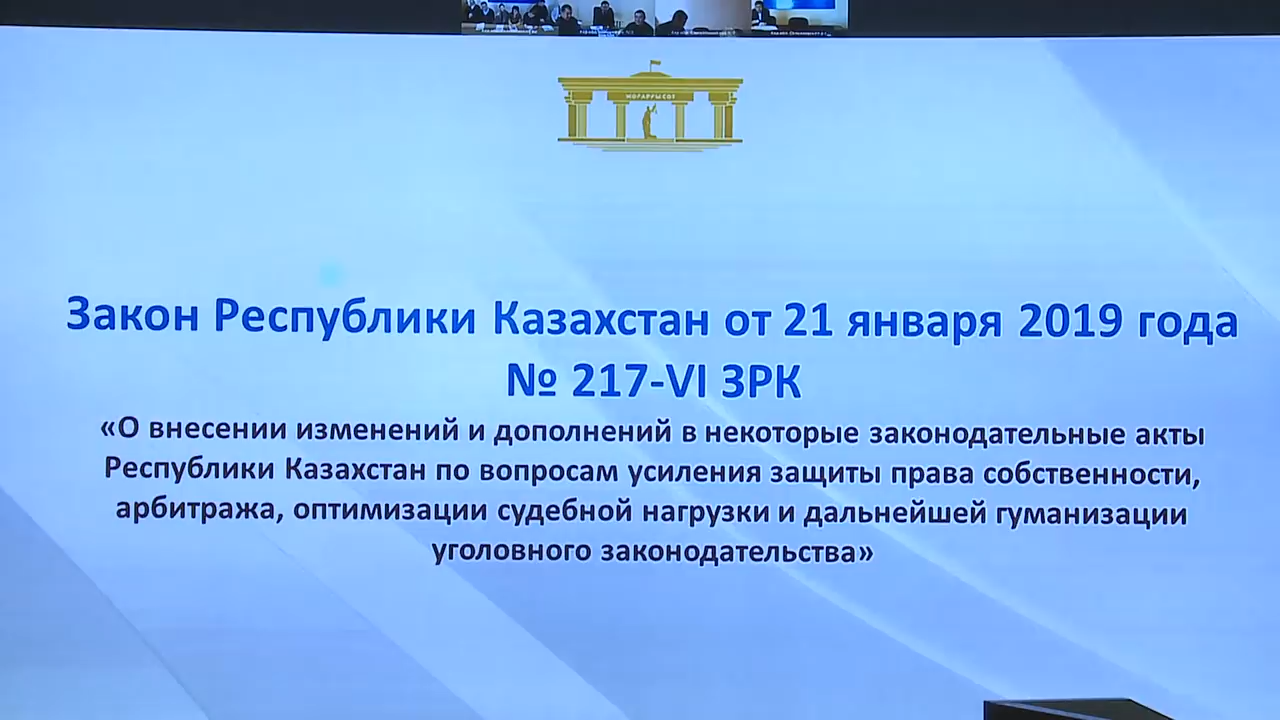 Закон Республики Казахстан от 21 января 2019 года
№ 217-VI ЗРК
«О внесении изменений и дополнений в некоторые законодательные акты
Республики Казахстан по вопросам усиления защиты права собственности,
арбитража, оптимизации судебной нагрузки и дальнейшей гуманизации
уголовного законодательства»